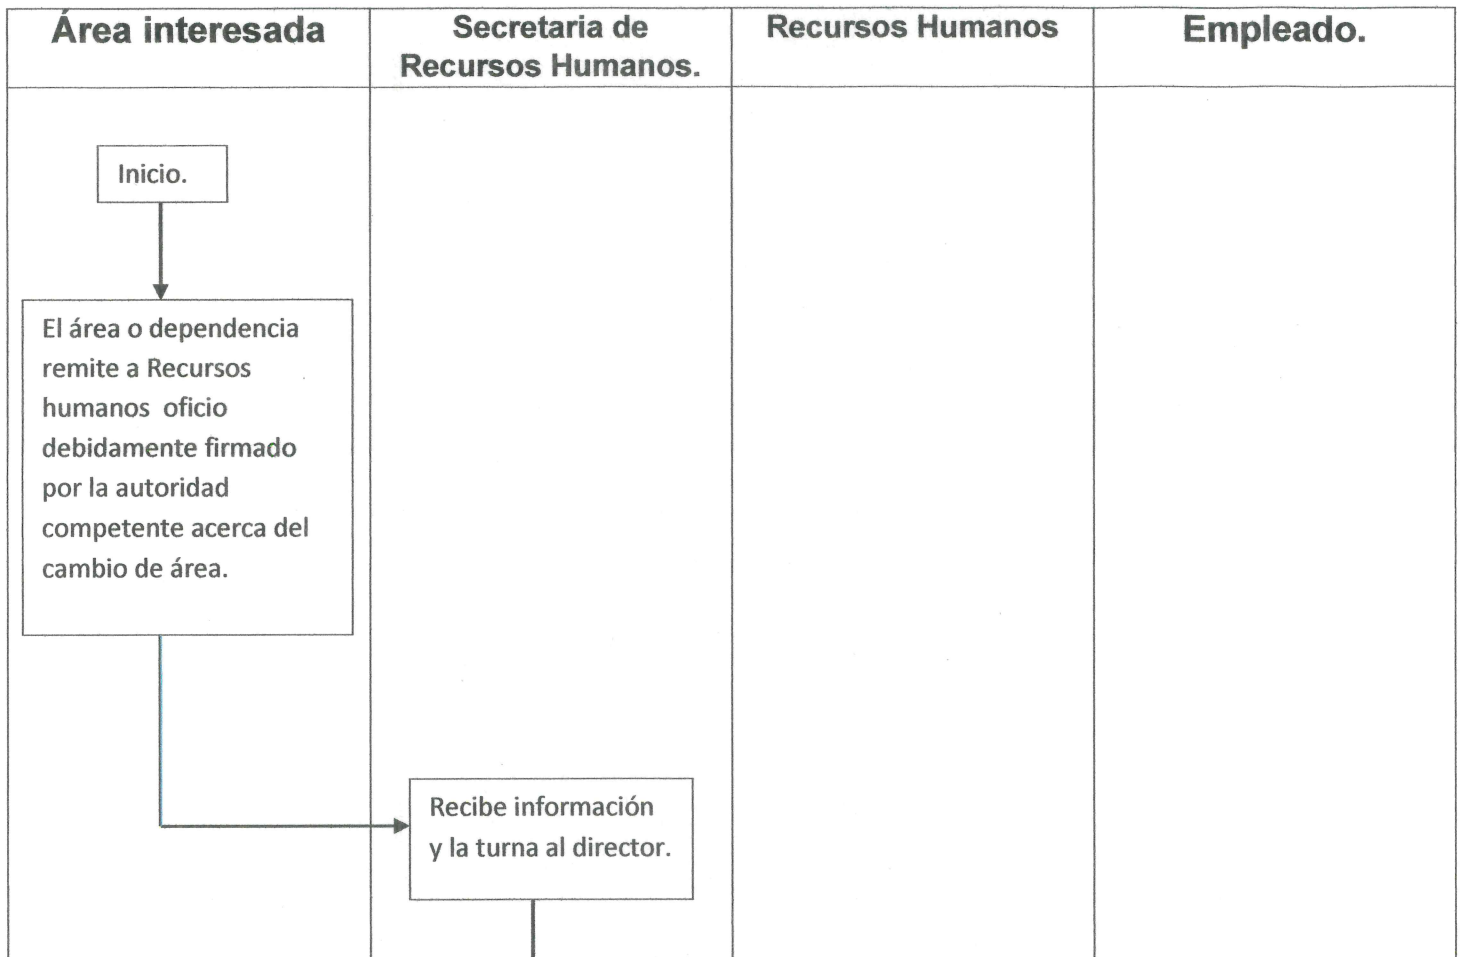 Área interesada
Secretaria de
Recursos Humanos.
Recursos Humanos
Empleado.
Inicio.
El área o dependencia
remite a Recursos
humanos  oficio
debidamente firmado
por la autoridad
competente acerca del
cambio de área.
Recibe información
y la turna al director.